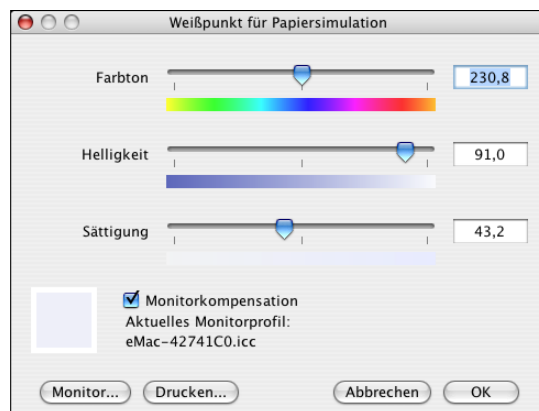 Weißpunkt für Papiersimulation
Farbton 230,8
Helligkeit 91,0
Sättigung 43,2
Monitorkompensation
Aktuelles Monitorprofil:
eMac-42741C0.icc
Monitor... Drucken... Abbrechen OK